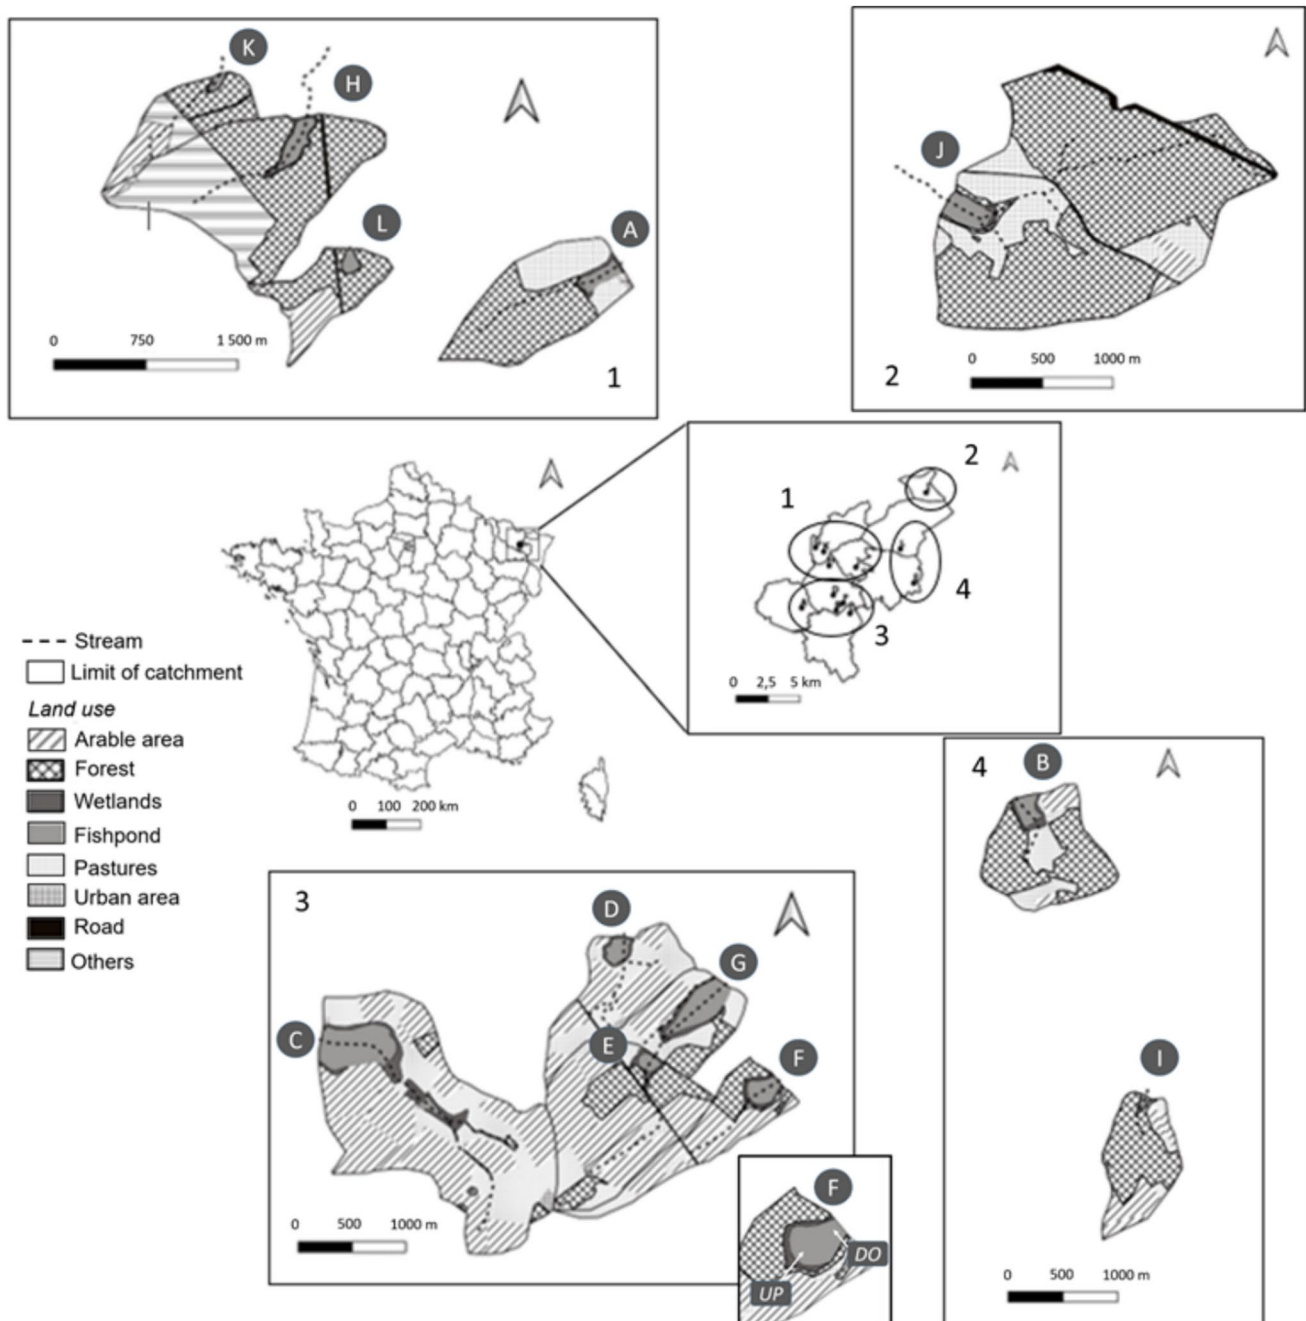 K
H
L
A
0 750 1 500 m
1
J
0 500 1000 m
2
2
1
4
3
0 2,5 5 km
Stream
Limit of catchment
Land use
Arable area
Forest
Wetlands
Fishpond
Pastures
Urban area
Road
Others
0 100 200 km
3
D
G
C
E
F
0 500 1000 m
F
DO
UP
4
B
I
0 500 1000 m